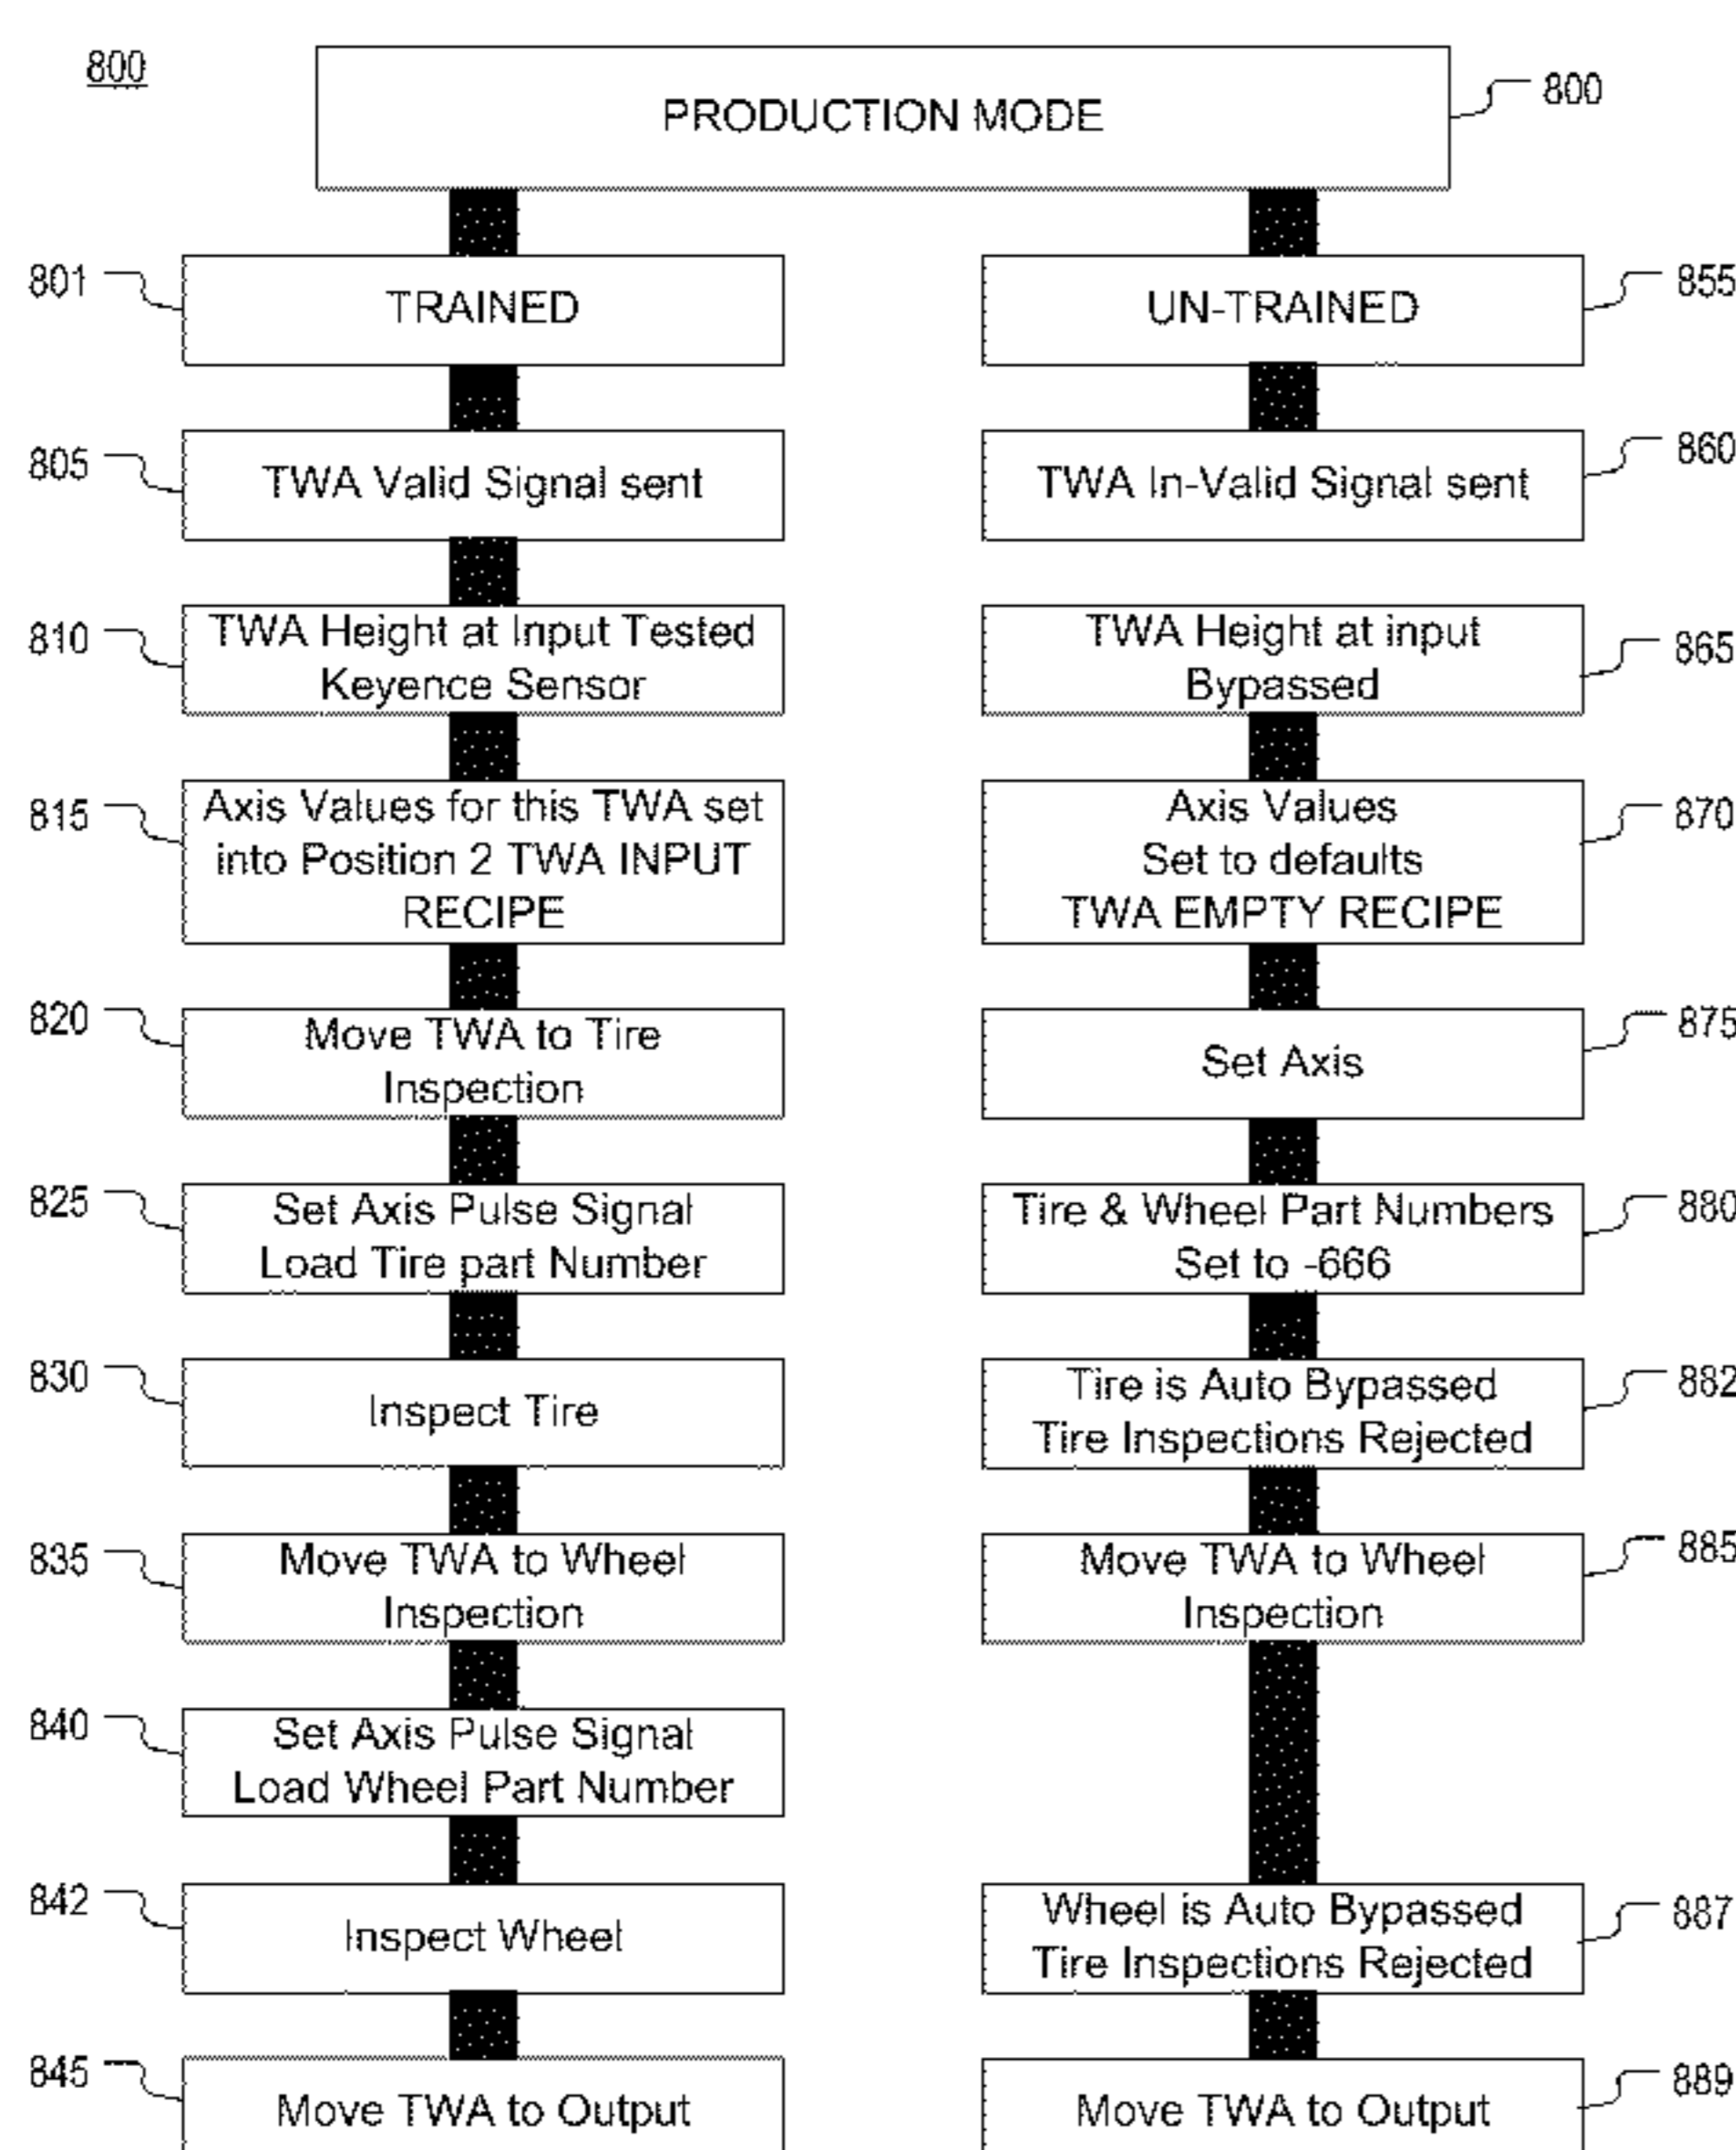 800
PRODUCTION MODE
800
801
TRAINED
UN-TRAINED
855
805
TWA Valid Signal sent
TWA In-Valid Signal sent
860
810
TWA Height at Input Tested
Keyence Sensor
TWA Height at input
Bypassed
865
815
Axis Values for this TWA set
into Position 2 TWA INPUT
RECIPE
Axis Values
Set to defaults
TWA EMPTY RECIPE
870
820
Move TWA to Tire
Inspection
Set Axis
875
825
Set Axis Pulse Signal
Load Tire part Number
Tire & Wheel Part Numbers
Set to -666
880
830
Inspect Tire
Tire is Auto Bypassed
Tire Inspections Rejected
882
835
Move TWA to Wheel
Inspection
Move TWA to Wheel
Inspection
885
840
Set Axis Pulse Signal
Load Wheel Part Number
842
Inspect Wheel
Wheel is Auto Bypassed
Tire Inspections Rejected
887
845
Move TWA to Output
Move TWA to Output
889